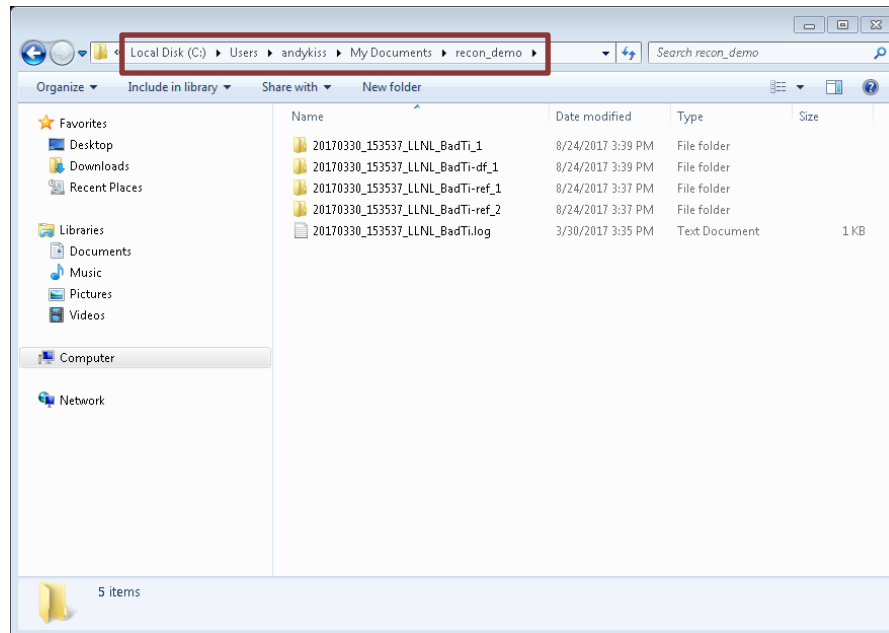 Local Disk (C:) Users andykiss My Documents recon_demo Search recon_demo
Organize Include in library Share with New folder
Favorites
Desktop
Downloads
Recent Places
Libraries
Documents
Music
Pictures
Videos
Computer
Network
Name Date modified Type Size
20170330_153537_LLNL_BadTi_1 8/24/2017 3:39 PM File folder
20170330_153537_LLNL_BadTi-df_1 8/24/2017 3:39 PM File folder
20170330_153537_LLNL_BadTi-ref_1 8/24/2017 3:37 PM File folder
20170330_153537_LLNL_BadTi-ref_2 8/24/2017 3:37 PM File folder
20170330_153537_LLNL_BadTi.log 3/30/2017 3:35 PM Text Document 1 KB
5 items